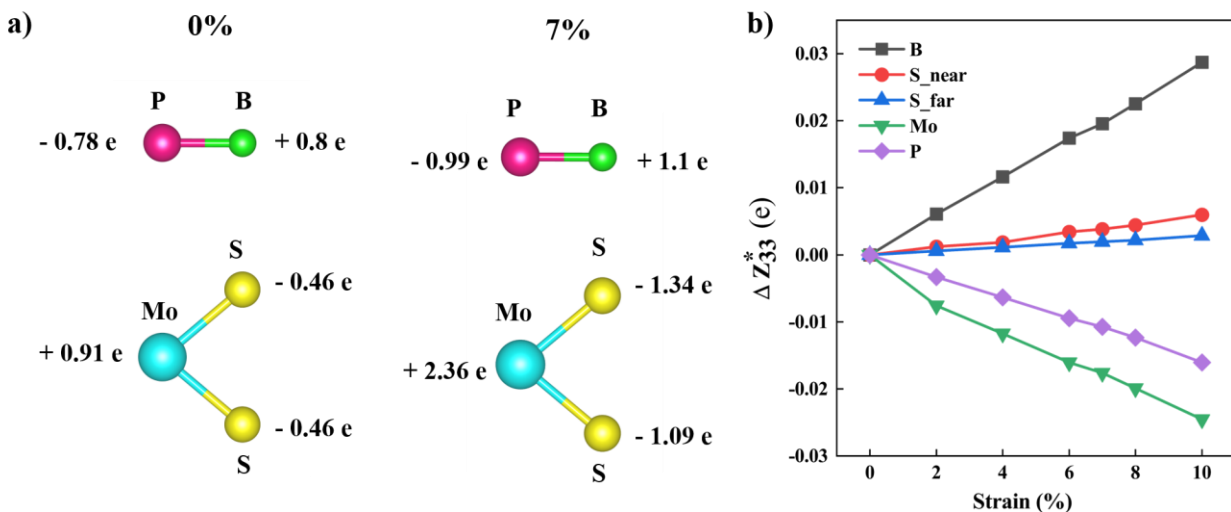 a)
0%
7%
P B
- 0.78 e
+ 0.8 e
S
- 0.46 e
Mo
+ 0.91 e
- 0.46 e
S
P B
- 0.99 e
+ 1.1 e
S
- 1.34 e
Mo
+ 2.36 e
- 1.09 e
S
b)
B
S_near
S_far
Mo
P
Δ Z*33 (e)
0.03
0.02
0.01
0.00
-0.01
-0.02
-0.03
0 2 4 6 8 10
Strain (%)